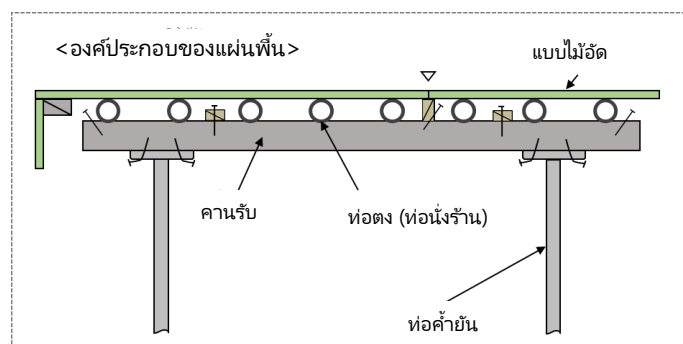 <องค์ประกอบของแผ่นพื้น>
แบบไม้อัด
คานรับ
ท่อตง (ท่อนั่งร้าน)
ท่อค้ำยัน